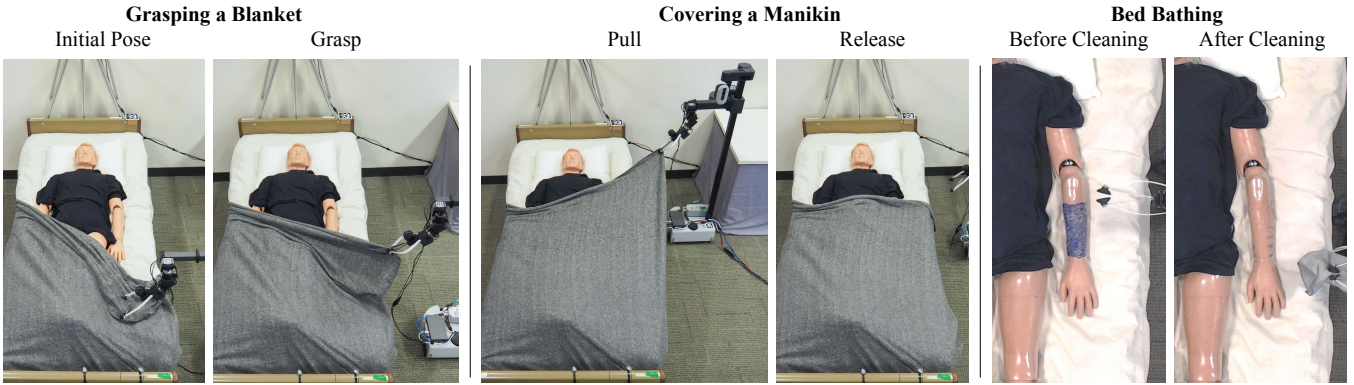 Grasping a Blanket
Initial Pose
Grasp
Covering a Manikin
Pull
Release
Bed Bathing
Before Cleaning
After Cleaning